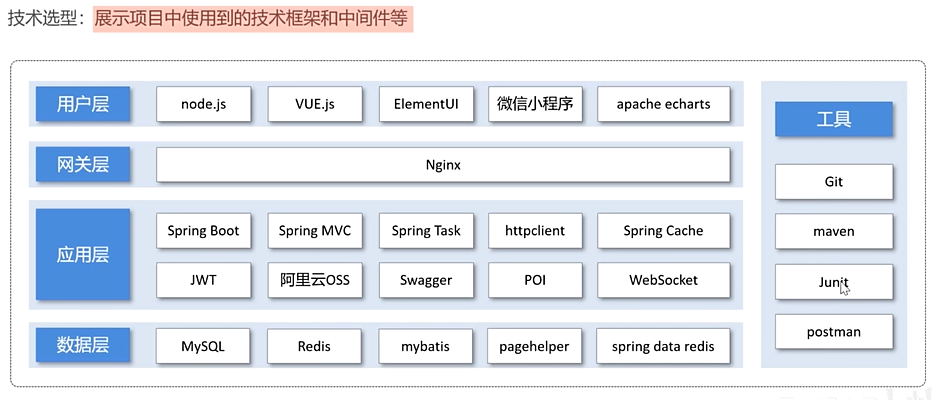 技术选型：展示项目中使用到的技术框架和中间件等
用户层 node.js VUE.js ElementUI 微信小程序 apache echarts
网关层 Nginx
应用层
Spring Boot Spring MVC Spring Task httpclient Spring Cache
JWT 阿里云OSS Swagger POI WebSocket
数据层 MySQL Redis mybatis pagehelper spring data redis
工具
Git
maven
Junit
postman